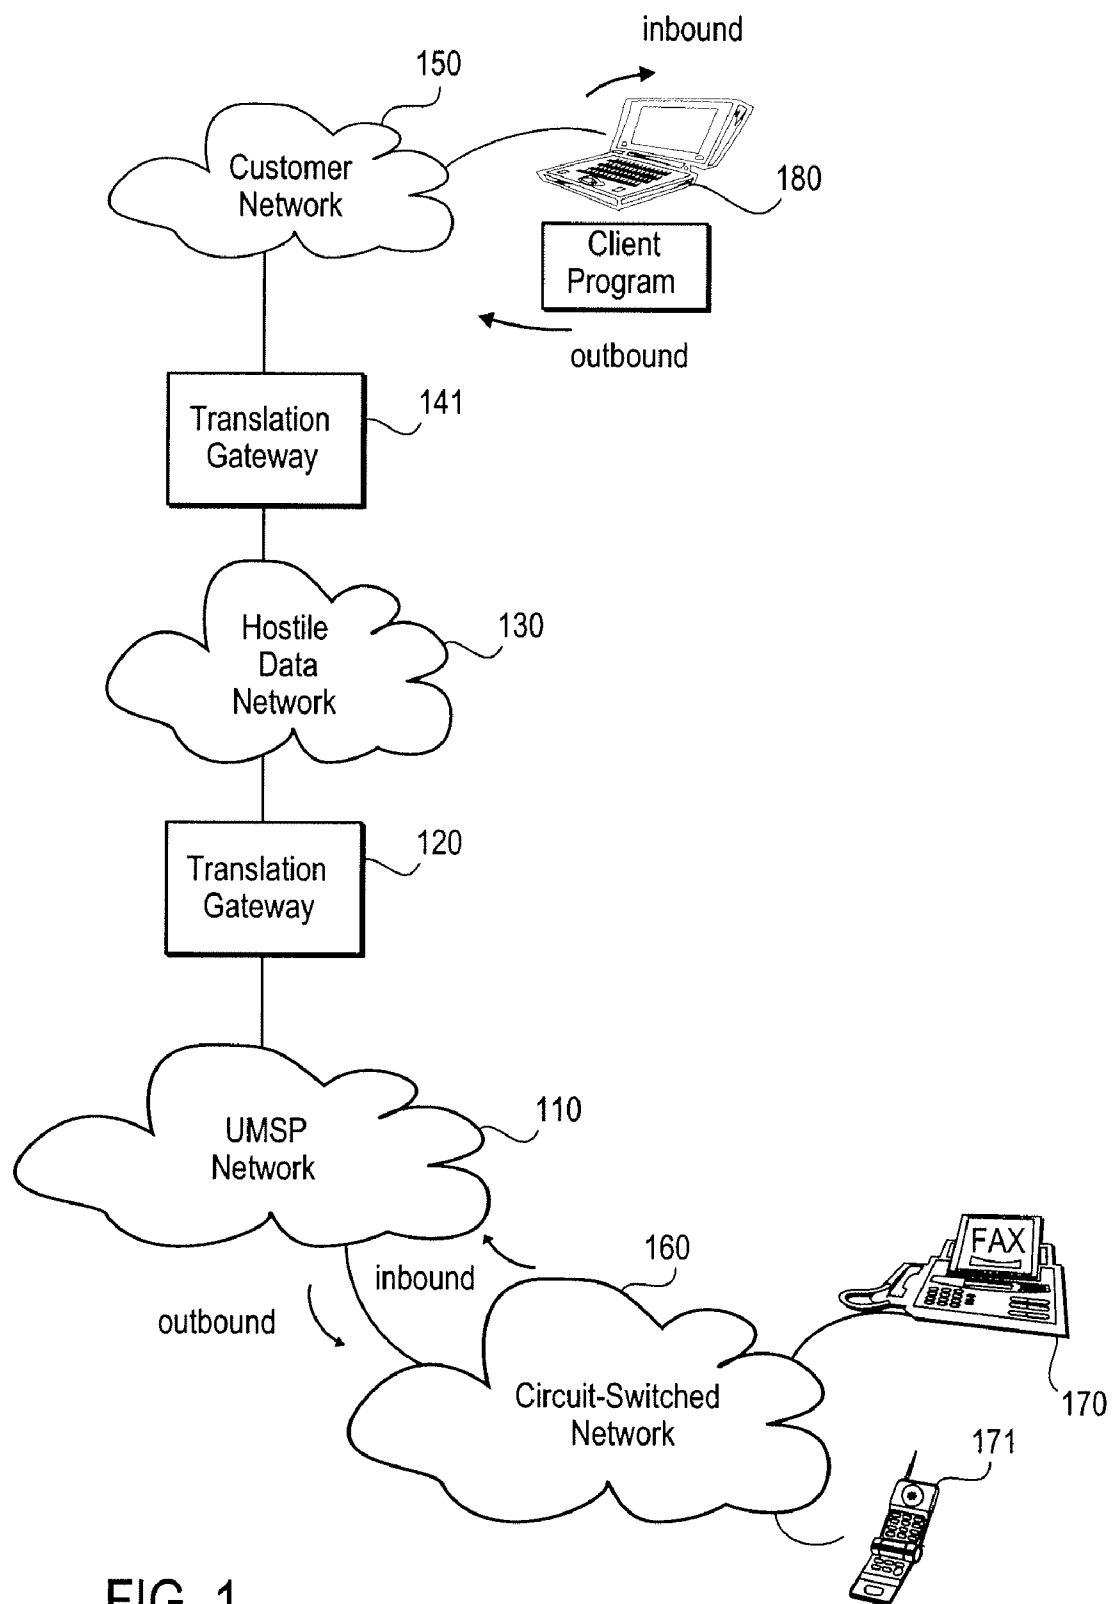 inbound
150
Customer
Network
180
Client
Program
outbound
Translation
Gateway
141
Hostile
Data
Network
130
Translation
Gateway
120
UMSP
Network
110
inbound
outbound
160
FAX
170
Circuit-Switched
Network
171
FIG. 1